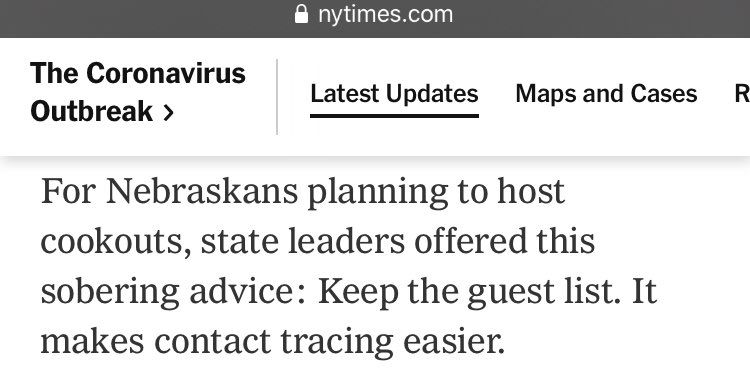 nytimes.com
The Coronavirus
Outbreak >
Latest Updates
Maps and Cases
R
For Nebraskans planning to host
cookouts, state leaders offered this
sobering advice: Keep the guest list. It
makes contact tracing easier.